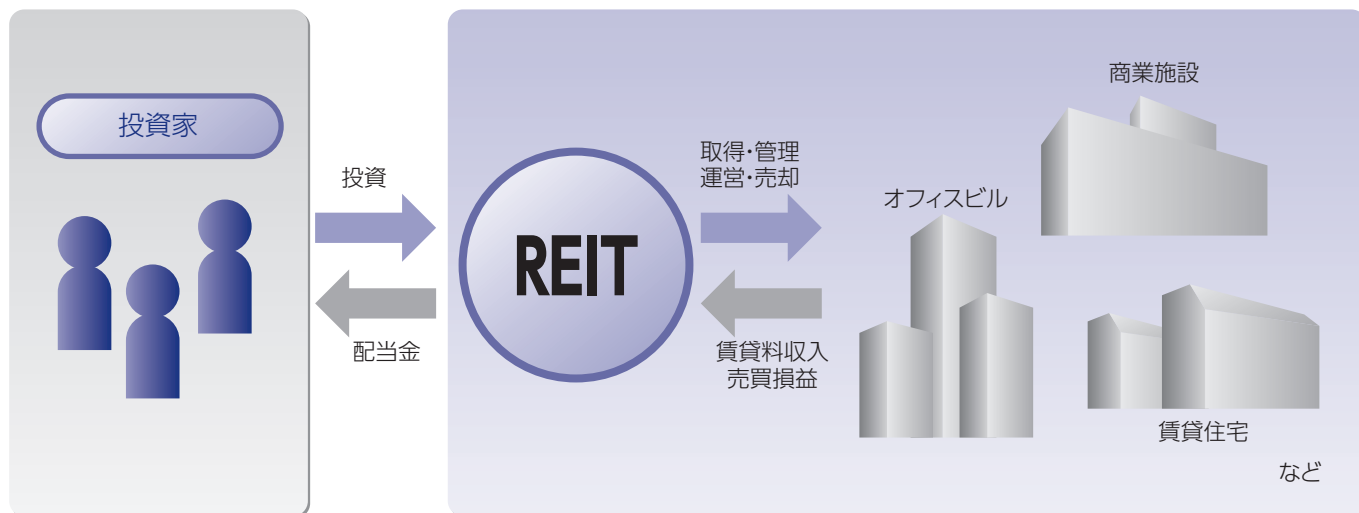 投資家
投資
配当金
REIT
取得・管理
運営・売却
賃貸料収入
売買損益
商業施設
オフィスビル
賃貸住宅
など